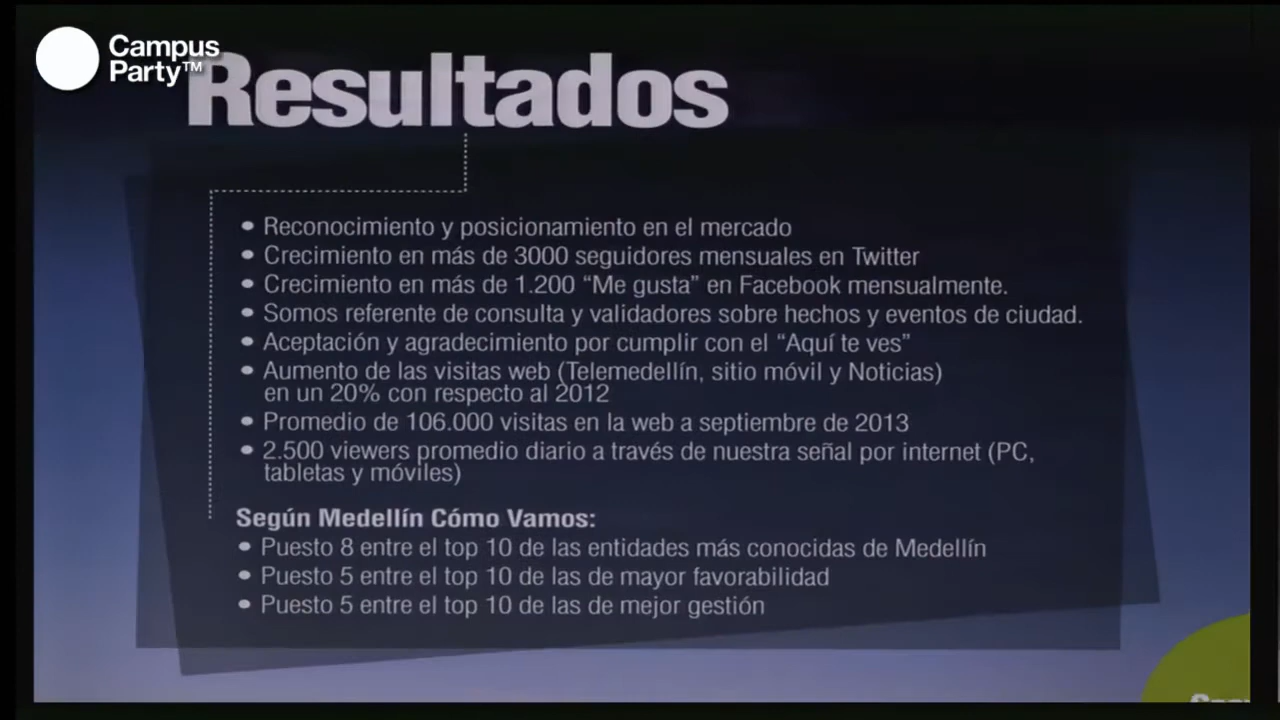 Campus
Party™
Resultados
• Reconocimiento y posicionamiento en el mercado
• Crecimiento en más de 3000 seguidores mensuales en Twitter
• Crecimiento en más de 1.200 “Me gusta” en Facebook mensualmente.
• Somos referente de consulta y validadores sobre hechos y eventos de ciudad.
• Aceptación y agradecimiento por cumplir con el “Aquí te ves”
• Aumento de las visitas web (Telemedellín, sitio móvil y Noticias)
en un 20% con respecto al 2012
• Promedio de 106.000 visitas en la web a septiembre de 2013
• 2.500 viewers promedio diario a través de nuestra señal por internet (PC,
tabletas y móviles)
Según Medellín Cómo Vamos:
• Puesto 8 entre el top 10 de las entidades más conocidas de Medellín
• Puesto 5 entre el top 10 de las de mayor favorabilidad
• Puesto 5 entre el top 10 de las de mejor gestión